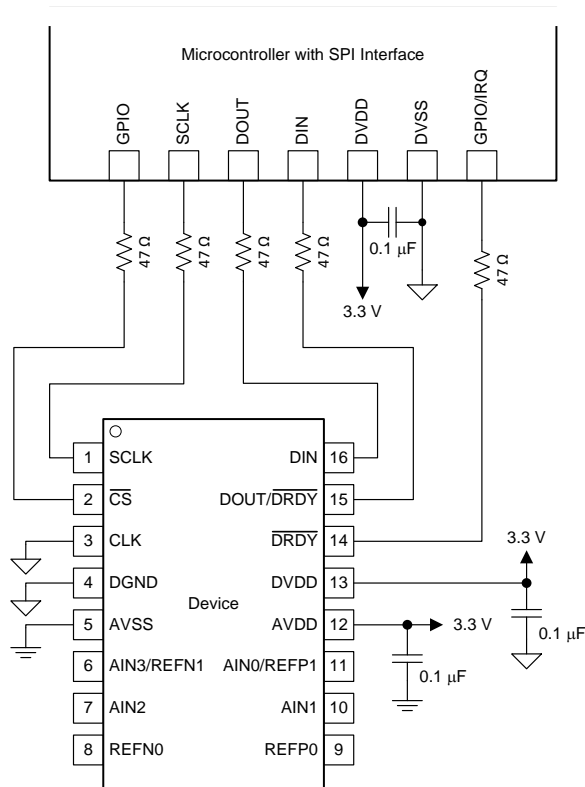 Microcontroller with SPI Interface
GPIO
SCLK
DOUT
DIN
DVDD
DVSS
GPIO/IRQ
47 Ω
47 Ω
47 Ω
47 Ω
0.1 μF
47 Ω
3.3 V
1 SCLK DIN 16
2 C̅S̅ DOUT/D̅R̅D̅Y̅ 15
3 CLK D̅R̅D̅Y̅ 14
3.3 V
4 DGND DVDD 13
Device
5 AVSS AVDD 12
3.3 V
0.1 μF
6 AIN3/REFN1 AIN0/REFP1 11
0.1 μF
7 AIN2 AIN1 10
8 REFN0 REFP0 9